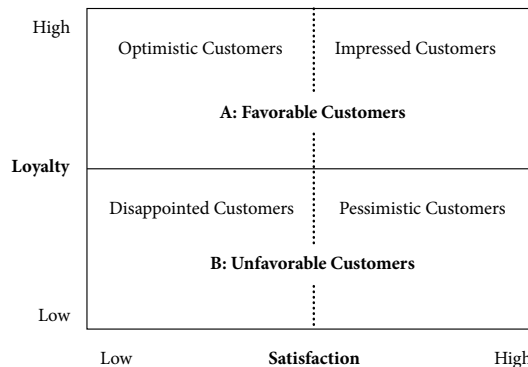 High
Optimistic Customers
Impressed Customers
A: Favorable Customers
Loyalty
Disappointed Customers
Pessimistic Customers
B: Unfavorable Customers
Low
Low
Satisfaction
High